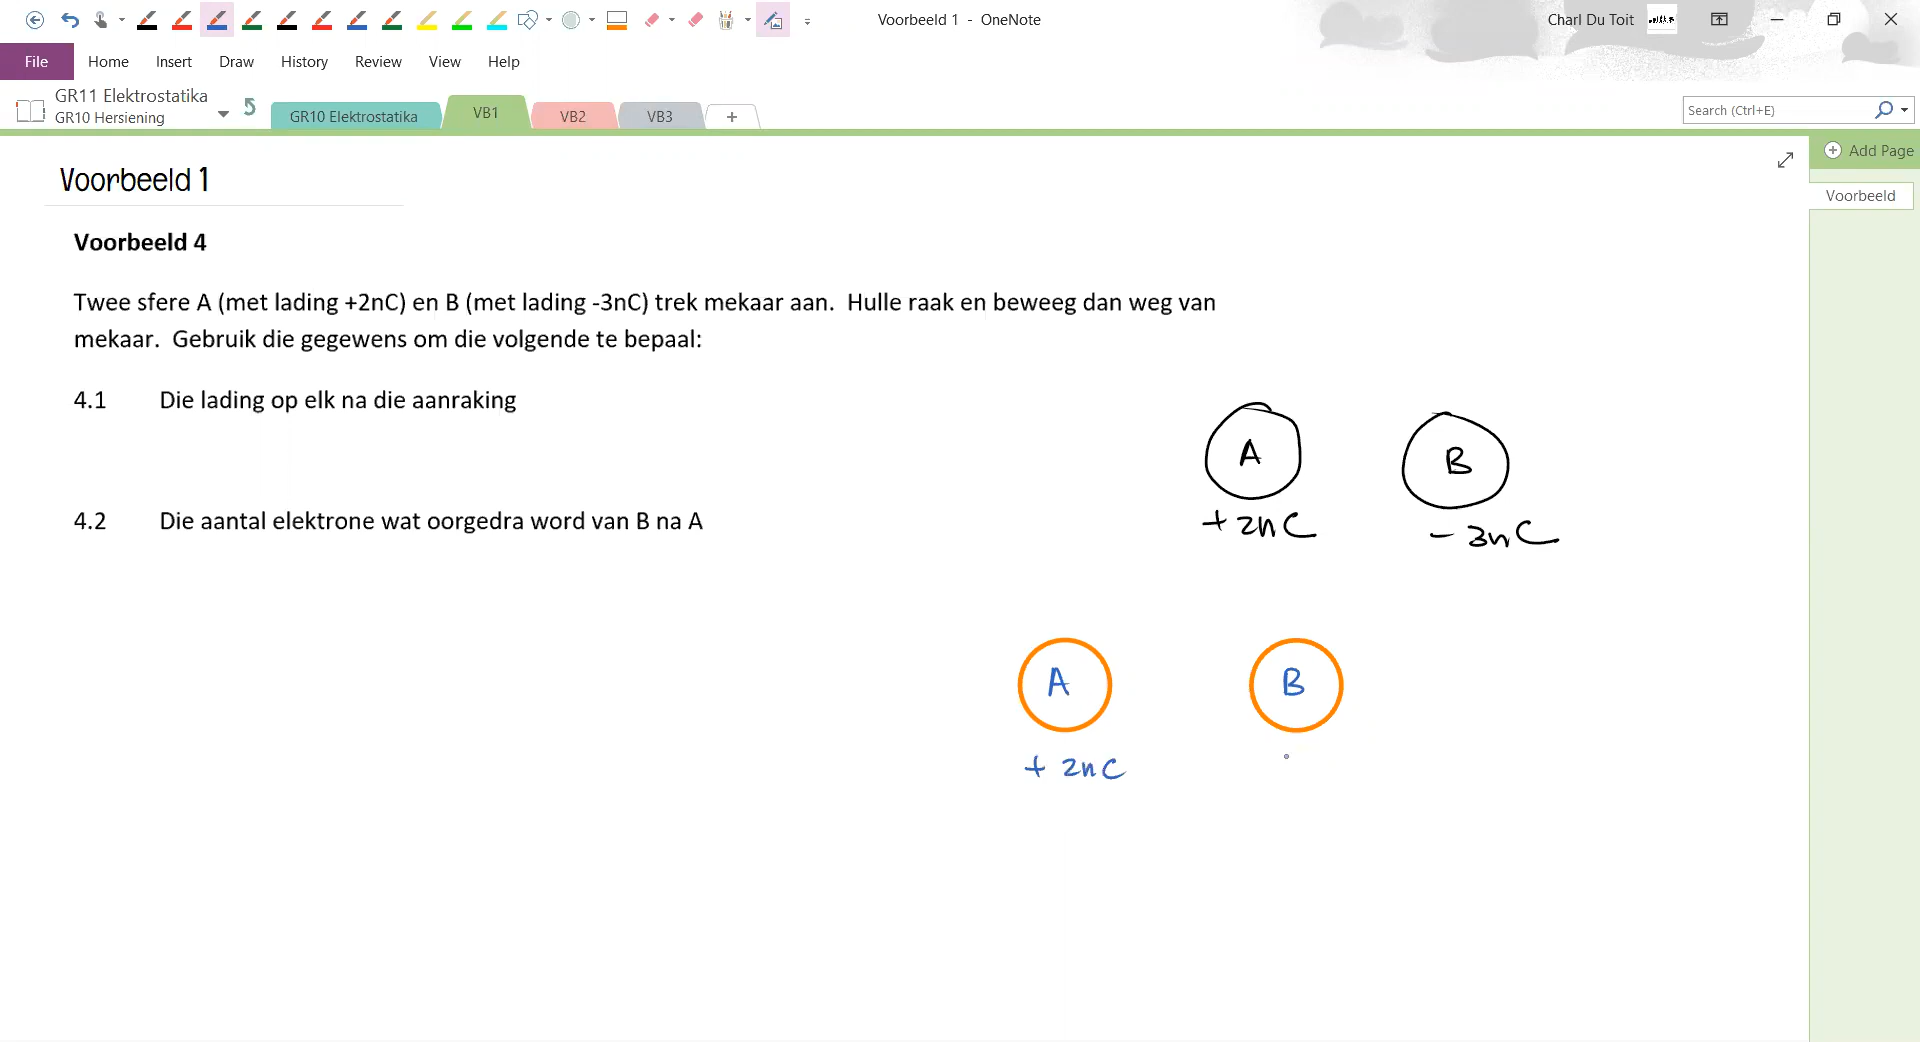 Voorbeeld 1 - OneNote
Charl Du Toit
File Home Insert Draw History Review View Help
GR11 Elektrostatika
GR10 Hersiening
GR10 Elektrostatika VB1 VB2 VB3 +
Search (Ctrl+E)
Add Page
Voorbeeld
Voorbeeld 1
Voorbeeld 4
Twee sfere A (met lading +2nC) en B (met lading -3nC) trek mekaar aan. Hulle raak en beweeg dan weg van
mekaar. Gebruik die gegewens om die volgende te bepaal:
4.1 Die lading op elk na die aanraking
A B
+2nC -3nC
4.2 Die aantal elektrone wat oorgedra word van B na A
A B
+ 2nC